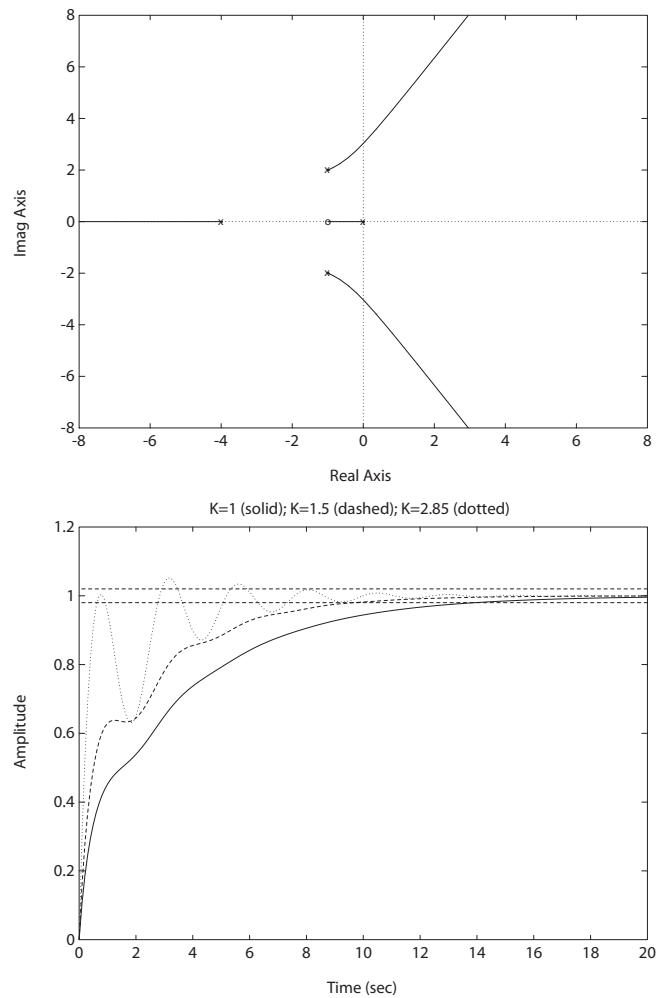 8
6
4
2
0
-2
-4
-6
-8
Imag Axis
-8 -6 -4 -2 0 2 4 6 8
Real Axis
K=1 (solid); K=1.5 (dashed); K=2.85 (dotted)
1.2
1
0.8
0.6
0.4
0.2
0
Amplitude
0 2 4 6 8 10 12 14 16 18 20
Time (sec)